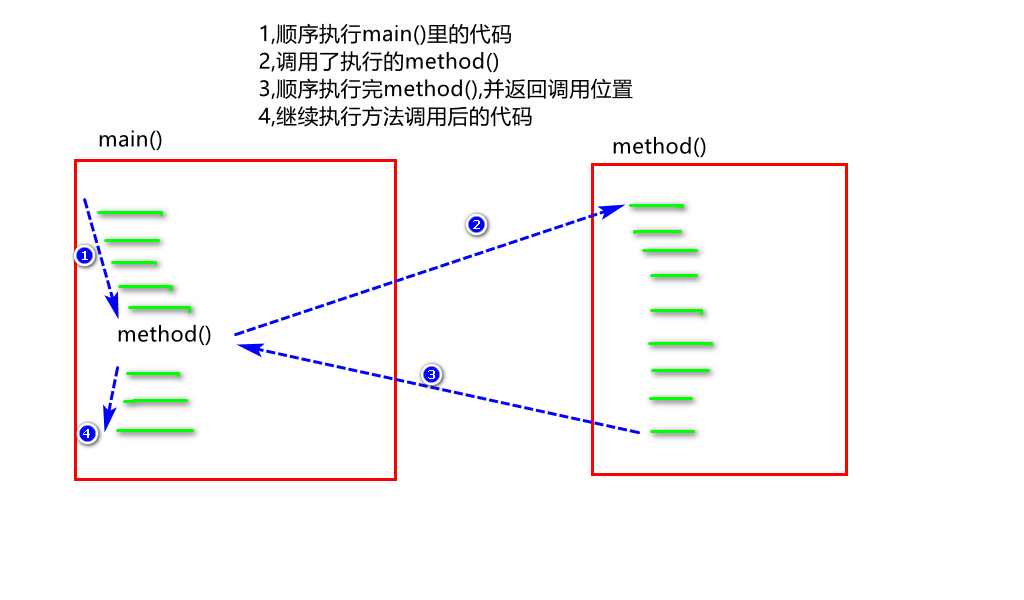 1,顺序执行main()里的代码
2,调用了执行的method()
3,顺序执行完method(),并返回调用位置
4,继续执行方法调用后的代码
main()
method()
2
1
method()
3
4